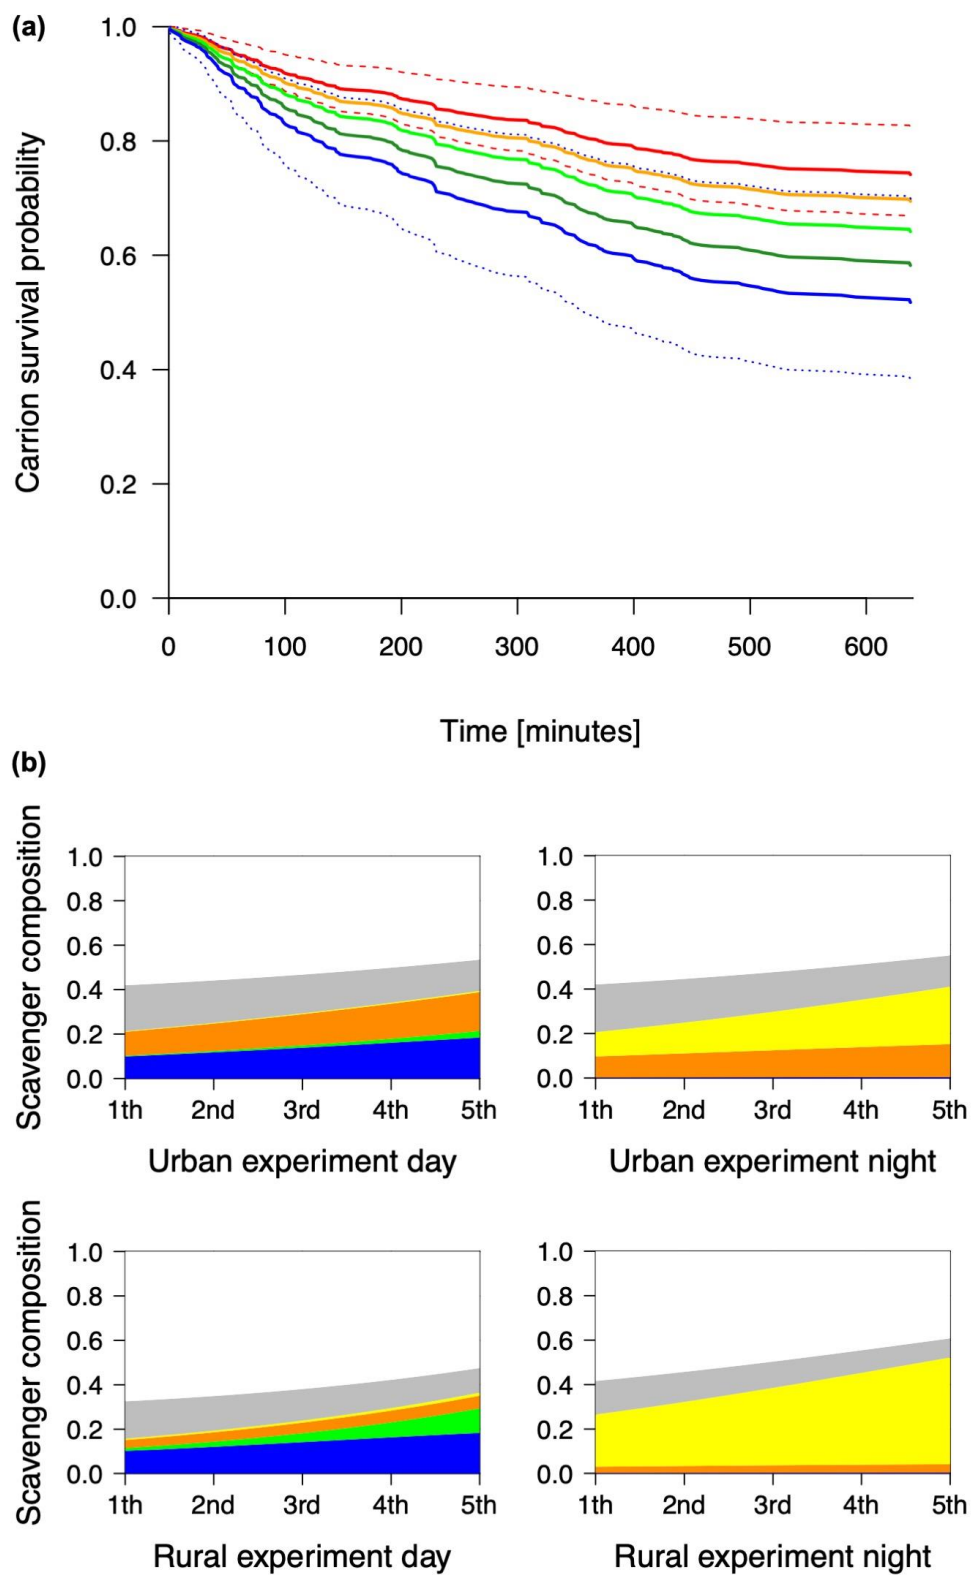 (a)
Carrion survival probability
1.0
0.8
0.6
0.4
0.2
0.0
0 100 200 300 400 500 600
Time [minutes]
(b)
Scavenger composition
1.0
0.8
0.6
0.4
0.2
0.0
1th 2nd 3rd 4th 5th
Urban experiment day
1.0
0.8
0.6
0.4
0.2
0.0
1th 2nd 3rd 4th 5th
Urban experiment night
Scavenger composition
1.0
0.8
0.6
0.4
0.2
0.0
1th 2nd 3rd 4th 5th
Rural experiment day
1.0
0.8
0.6
0.4
0.2
0.0
1th 2nd 3rd 4th 5th
Rural experiment night